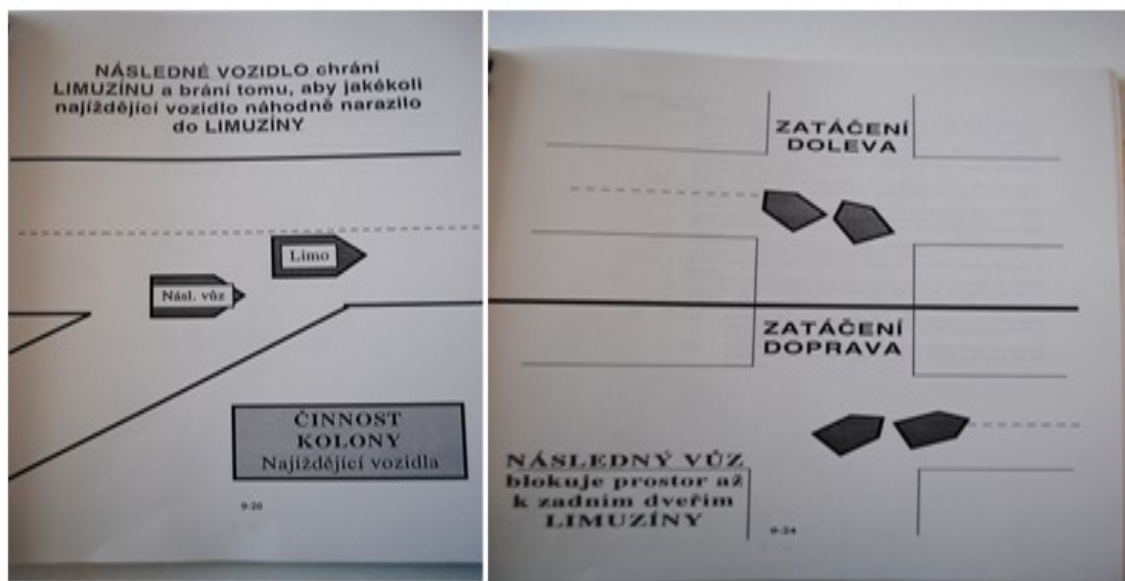 NÁSLEDNÉ VOZIDLO chrání
LIMUZÍNU a brání tomu, aby jakékoli
najíždějící vozidlo náhodně narazilo
do LIMUZÍNY
Limo
Násl. vůz
ČINNOST
KOLONY
Najíždějící vozidla
9-20
ZATÁČENÍ
DOLEVA
ZATÁČENÍ
DOPRAVA
NÁSLEDNÝ VŮZ
blokuje prostor až
k zadním dveřím
LIMUZÍNY
9-24